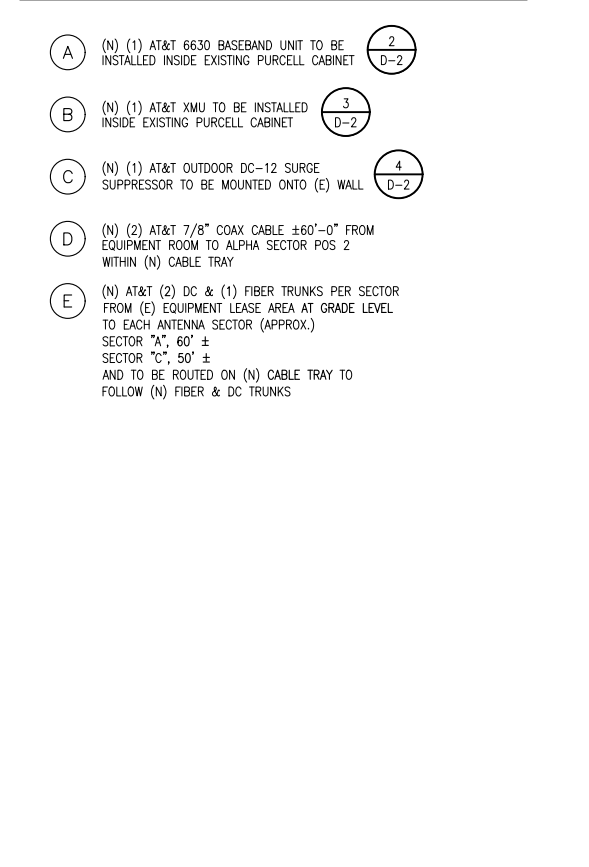 A
(N) (1) AT&T 6630 BASEBAND UNIT TO BE
INSTALLED INSIDE EXISTING PURCELL CABINET
2
D-2
B
(N) (1) AT&T XMU TO BE INSTALLED
INSIDE EXISTING PURCELL CABINET
3
D-2
C
(N) (1) AT&T OUTDOOR DC-12 SURGE
SUPPRESSOR TO BE MOUNTED ONTO (E) WALL
4
D-2
D
(N) (2) AT&T 7/8" COAX CABLE ±60'-0" FROM
EQUIPMENT ROOM TO ALPHA SECTOR POS 2
WITHIN (N) CABLE TRAY
E
(N) AT&T (2) DC & (1) FIBER TRUNKS PER SECTOR
FROM (E) EQUIPMENT LEASE AREA AT GRADE LEVEL
TO EACH ANTENNA SECTOR (APPROX.)
SECTOR "A", 60' ±
SECTOR "C", 50' ±
AND TO BE ROUTED ON (N) CABLE TRAY TO
FOLLOW (N) FIBER & DC TRUNKS